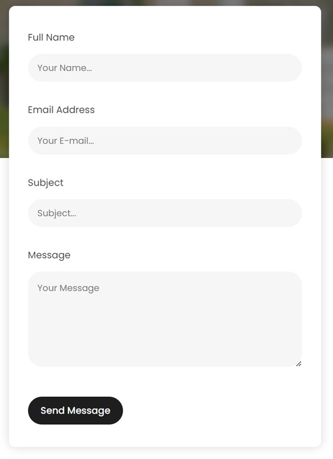 Full Name
Your Name...
Email Address
Your E-mail...
Subject
Subject...
Message
Your Message
Send Message